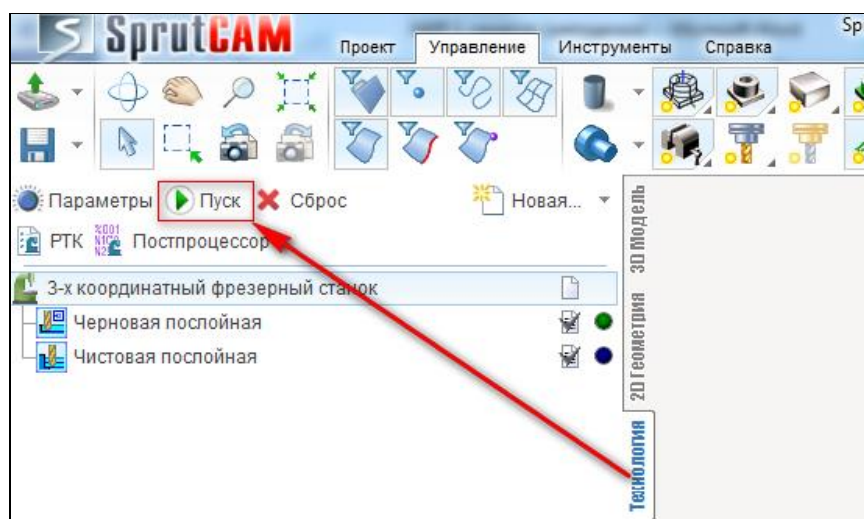 SprutCAM
Sp
Проект Управление Инструменты Справка
Параметры Пуск Сброс Новая...
РТК Постпроцессор
3-х координатный фрезерный станок
Черновая послойная
Чистовая послойная
3D Модель
2D Геометрия
Технология